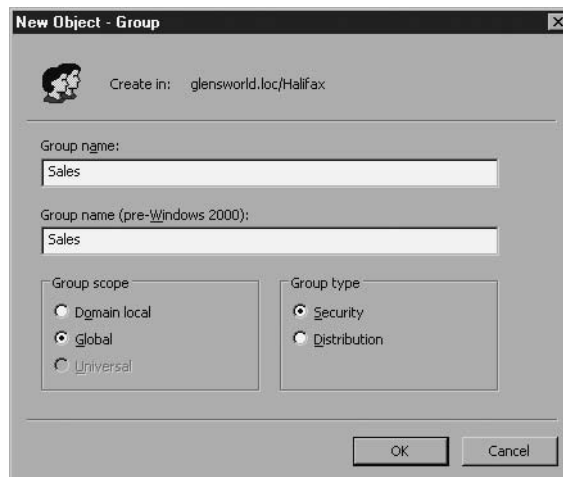 New Object - Group
Create in: glensworld.loc/Halifax
Group name:
Sales
Group name (pre-Windows 2000):
Sales
Group scope
Domain local
Global
Universal
Group type
Security
Distribution
OK
Cancel